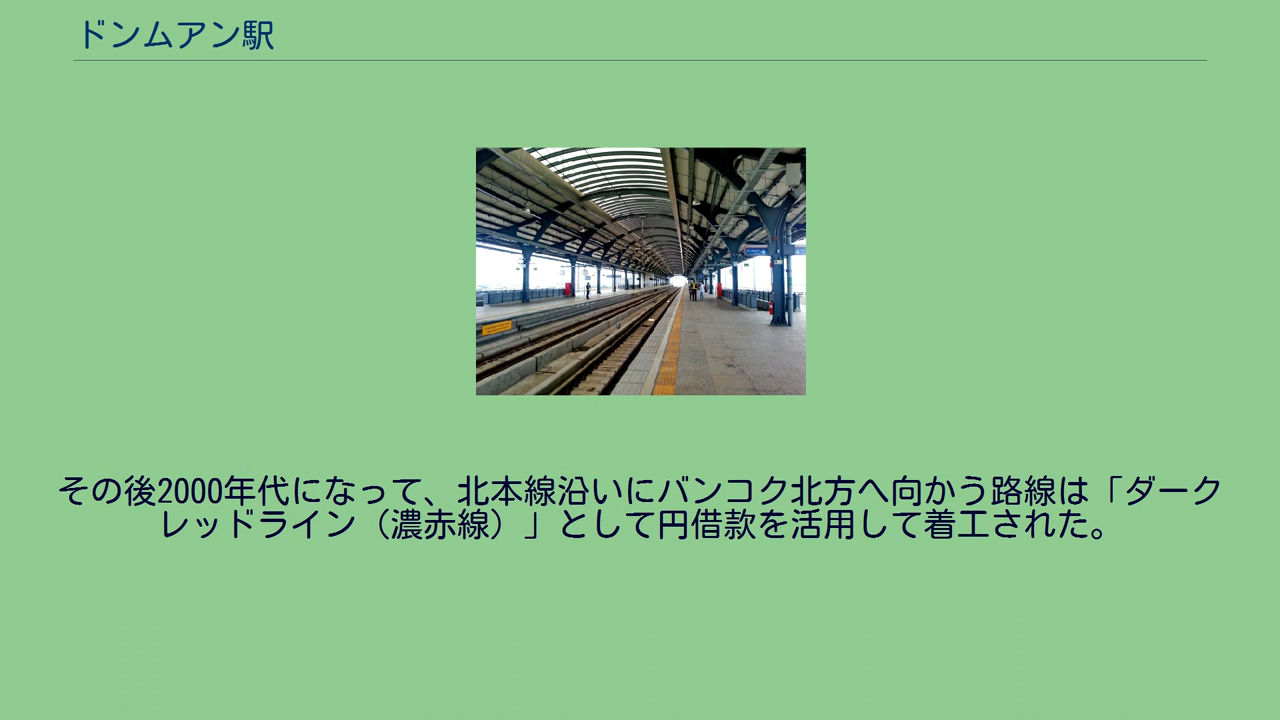 ドンムアン駅
その後2000年代になって、北本線沿いにバンコク北方へ向かう路線は「ダーク
レッドライン（濃赤線）」として円借款を活用して着工された。